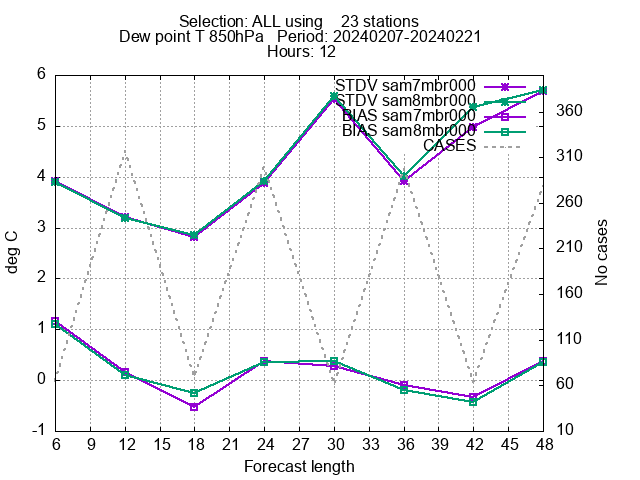 Selection: ALL using    23 stations
Dew point T 850hPa   Period: 20240207-20240221
Hours: 12
STDV sam7mbr000
STDV sam8mbr000
BIAS sam7mbr000
BIAS sam8mbr000
CASES
deg C
6
5
4
3
2
1
0
-1
No cases
360
310
260
210
160
110
60
10
6 9 12 15 18 21 24 27 30 33 36 39 42 45 48
Forecast length